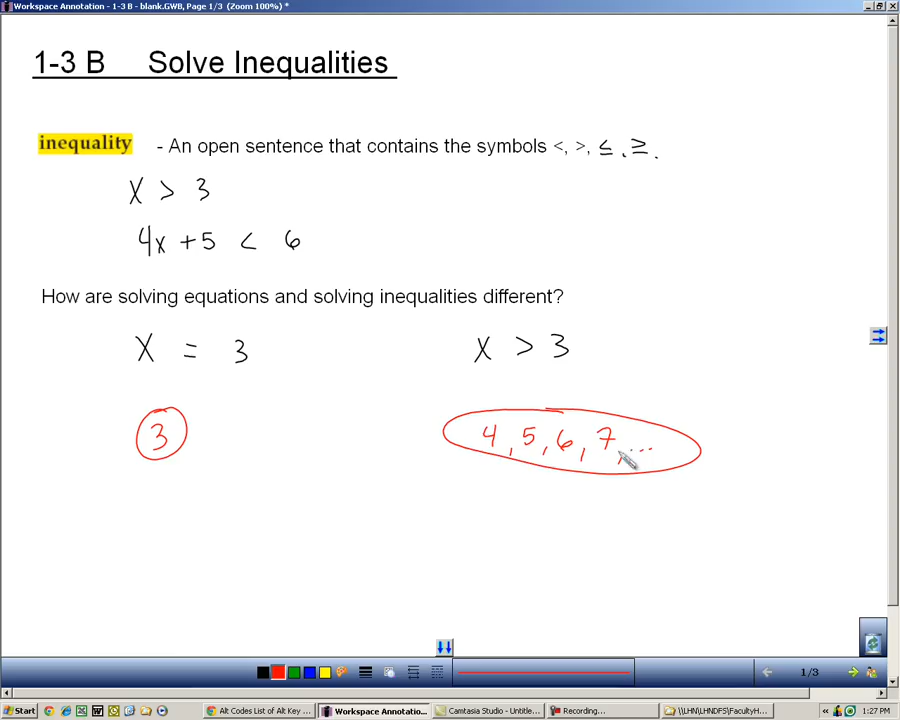 Workspace Annotation - 1-3 B - blank.GWB, Page 1/3 (Zoom 100%) *
1-3 B Solve Inequalities
inequality - An open sentence that contains the symbols <, >, ≤, ≥.
x > 3
4x + 5 < 6
How are solving equations and solving inequalities different?
x = 3 x > 3
3 4, 5, 6, 7, ...
1/3
Start Alt Codes List of Alt Key ... Workspace Annotatio... Camtasia Studio - Untitle... Recording... \\LHN\LHNDFS\FacultyH... « 1:27 PM